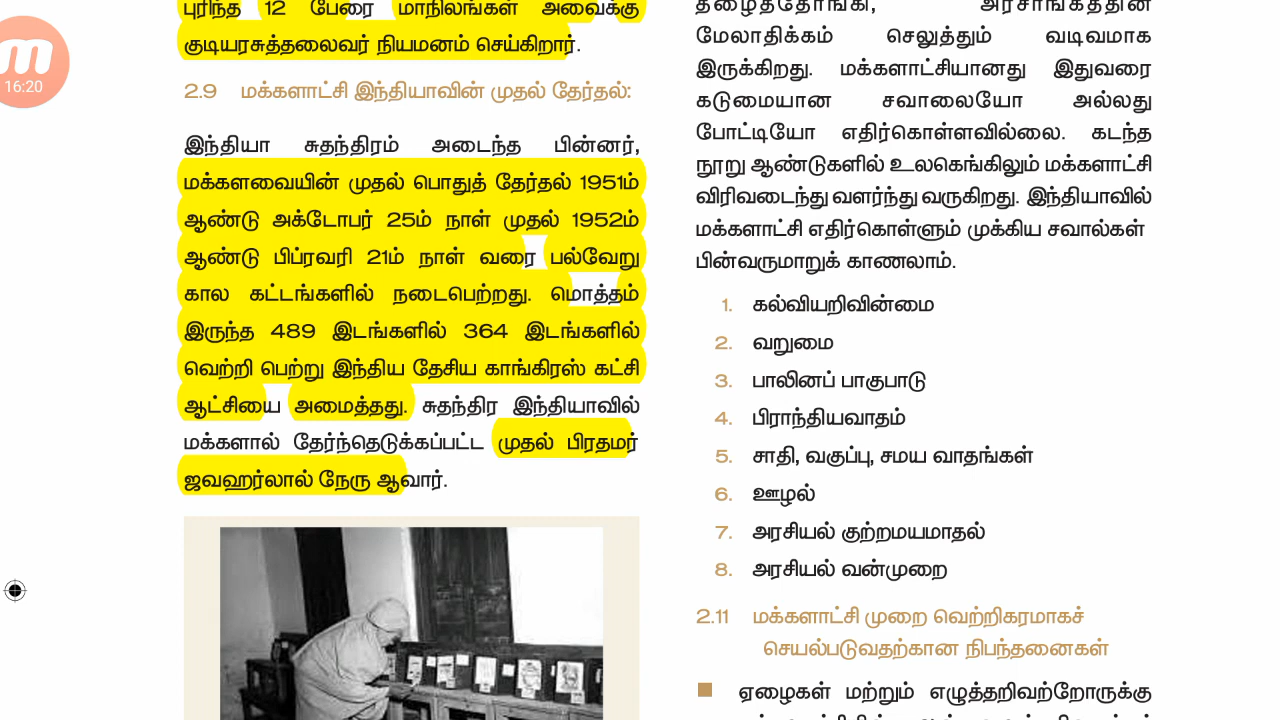 16:20
புரிந்த 12 பேரை மாநிலங்கள் அவைக்கு
குடியரசுத்தலைவர் நியமனம் செய்கிறார்.
2.9 மக்களாட்சி இந்தியாவின் முதல் தேர்தல்:
இந்தியா சுதந்திரம் அடைந்த பின்னர்,
மக்களவையின் முதல் பொதுத் தேர்தல் 1951ம்
ஆண்டு அக்டோபர் 25ம் நாள் முதல் 1952ம்
ஆண்டு பிப்ரவரி 21ம் நாள் வரை பல்வேறு
கால கட்டங்களில் நடைபெற்றது. மொத்தம்
இருந்த 489 இடங்களில் 364 இடங்களில்
வெற்றி பெற்று இந்திய தேசிய காங்கிரஸ் கட்சி
ஆட்சியை அமைத்தது. சுதந்திர இந்தியாவில்
மக்களால் தேர்ந்தெடுக்கப்பட்ட முதல் பிரதமர்
ஜவஹர்லால் நேரு ஆவார்.
தழைத்தோங்கி, அரசாங்கத்தின்
மேலாதிக்கம் செலுத்தும் வடிவமாக
இருக்கிறது. மக்களாட்சியானது இதுவரை
கடுமையான சவாலையோ அல்லது
போட்டியோ எதிர்கொள்ளவில்லை. கடந்த
நூறு ஆண்டுகளில் உலகெங்கிலும் மக்களாட்சி
விரிவடைந்து வளர்ந்து வருகிறது. இந்தியாவில்
மக்களாட்சி எதிர்கொள்ளும் முக்கிய சவால்கள்
பின்வருமாறுக் காணலாம்.
1. கல்வியறிவின்மை
2. வறுமை
3. பாலினப் பாகுபாடு
4. பிராந்தியவாதம்
5. சாதி, வகுப்பு, சமய வாதங்கள்
6. ஊழல்
7. அரசியல் குற்றமயமாதல்
8. அரசியல் வன்முறை
2.11 மக்களாட்சி முறை வெற்றிகரமாகச்
செயல்படுவதற்கான நிபந்தனைகள்
ஏழைகள் மற்றும் எழுத்தறிவற்றோருக்கு